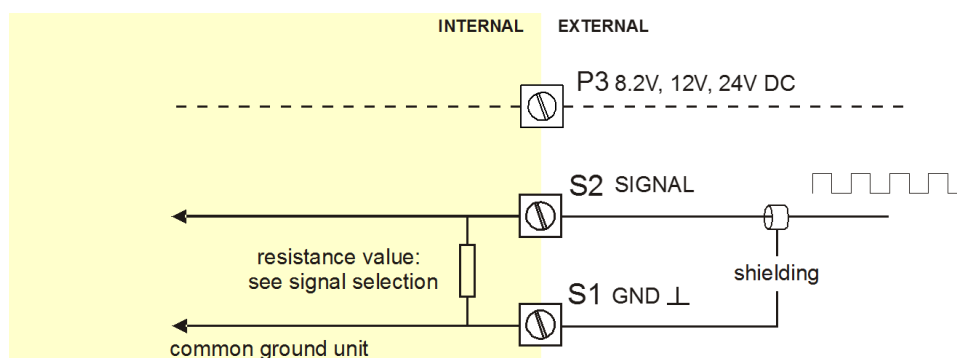 INTERNAL EXTERNAL
P3 8.2V, 12V, 24V DC
S2 SIGNAL
resistance value:
see signal selection
shielding
S1 GND ⊥
common ground unit